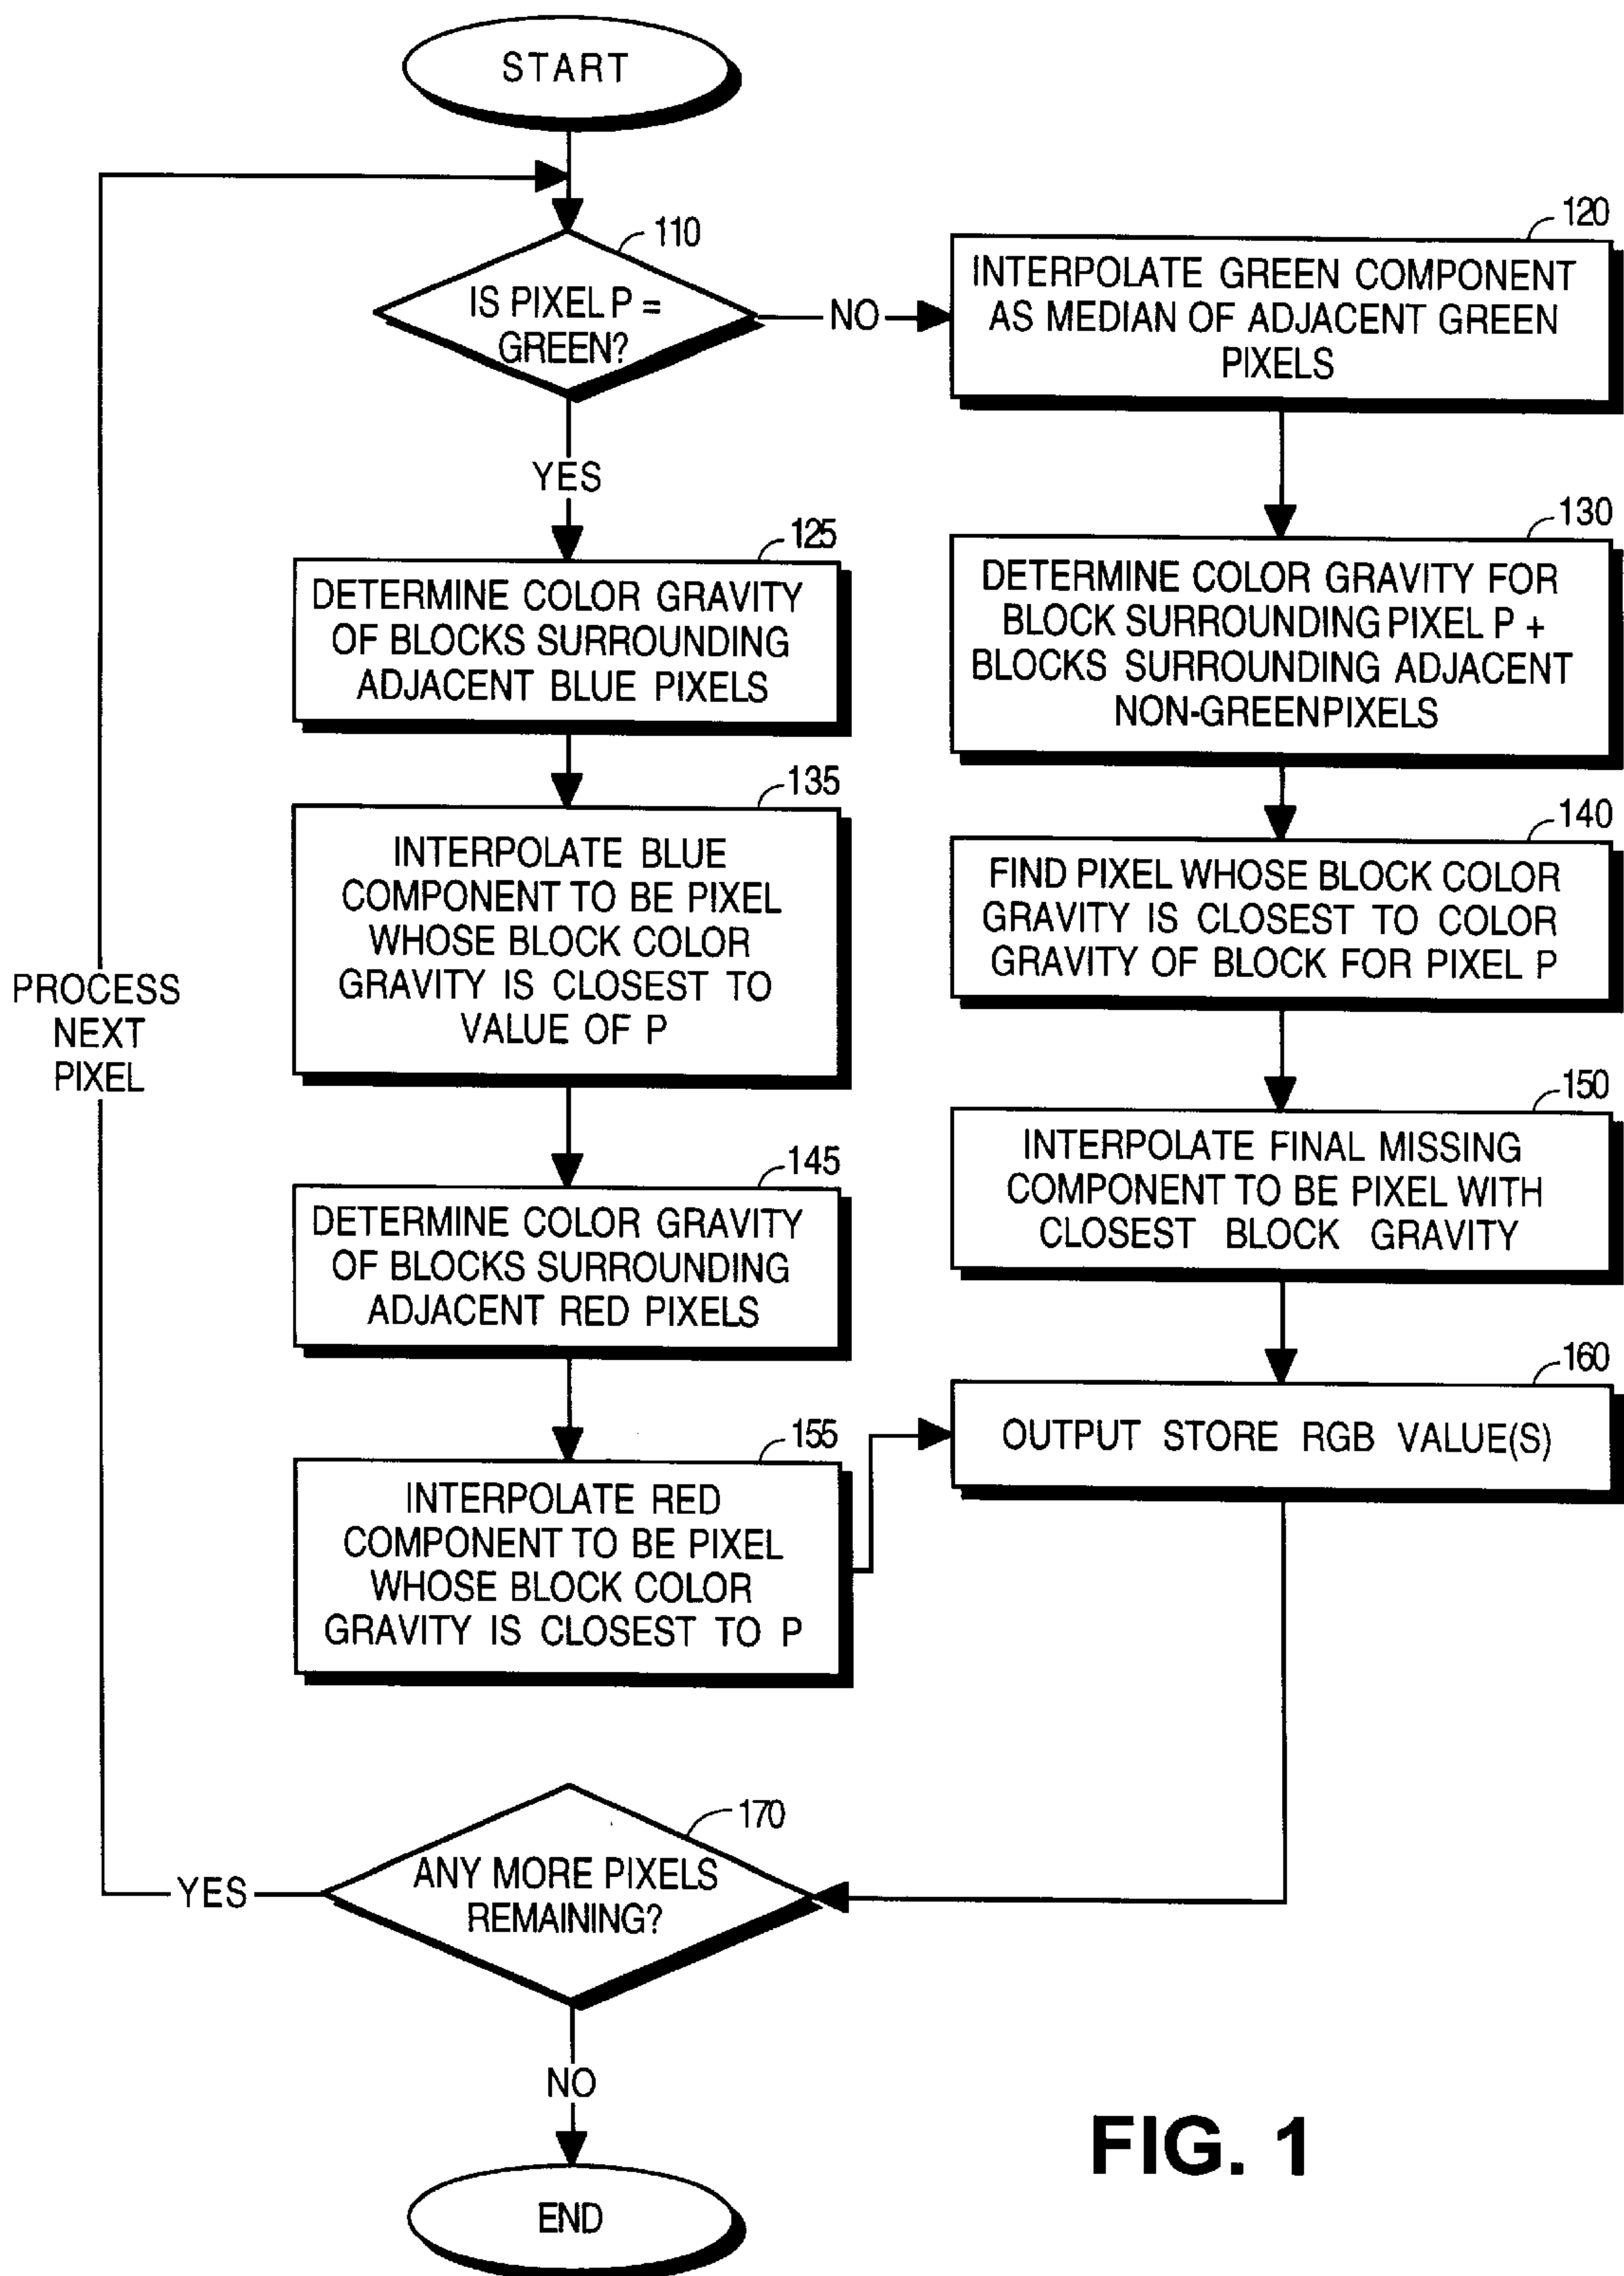 START
110
IS PIXEL P =
GREEN?
NO
120
INTERPOLATE GREEN COMPONENT
AS MEDIAN OF ADJACENT GREEN
PIXELS
YES
125
DETERMINE COLOR GRAVITY
OF BLOCKS SURROUNDING
ADJACENT BLUE PIXELS
130
DETERMINE COLOR GRAVITY FOR
BLOCK SURROUNDING PIXEL P +
BLOCKS SURROUNDING ADJACENT
NON-GREENPIXELS
135
INTERPOLATE BLUE
COMPONENT TO BE PIXEL
WHOSE BLOCK COLOR
GRAVITY IS CLOSEST TO
VALUE OF P
140
FIND PIXEL WHOSE BLOCK COLOR
GRAVITY IS CLOSEST TO COLOR
GRAVITY OF BLOCK FOR PIXEL P
PROCESS
NEXT
PIXEL
145
DETERMINE COLOR GRAVITY
OF BLOCKS SURROUNDING
ADJACENT RED PIXELS
150
INTERPOLATE FINAL MISSING
COMPONENT TO BE PIXEL WITH
CLOSEST BLOCK GRAVITY
155
INTERPOLATE RED
COMPONENT TO BE PIXEL
WHOSE BLOCK COLOR
GRAVITY IS CLOSEST TO P
160
OUTPUT STORE RGB VALUE(S)
170
ANY MORE PIXELS
REMAINING?
YES
NO
END
FIG. 1